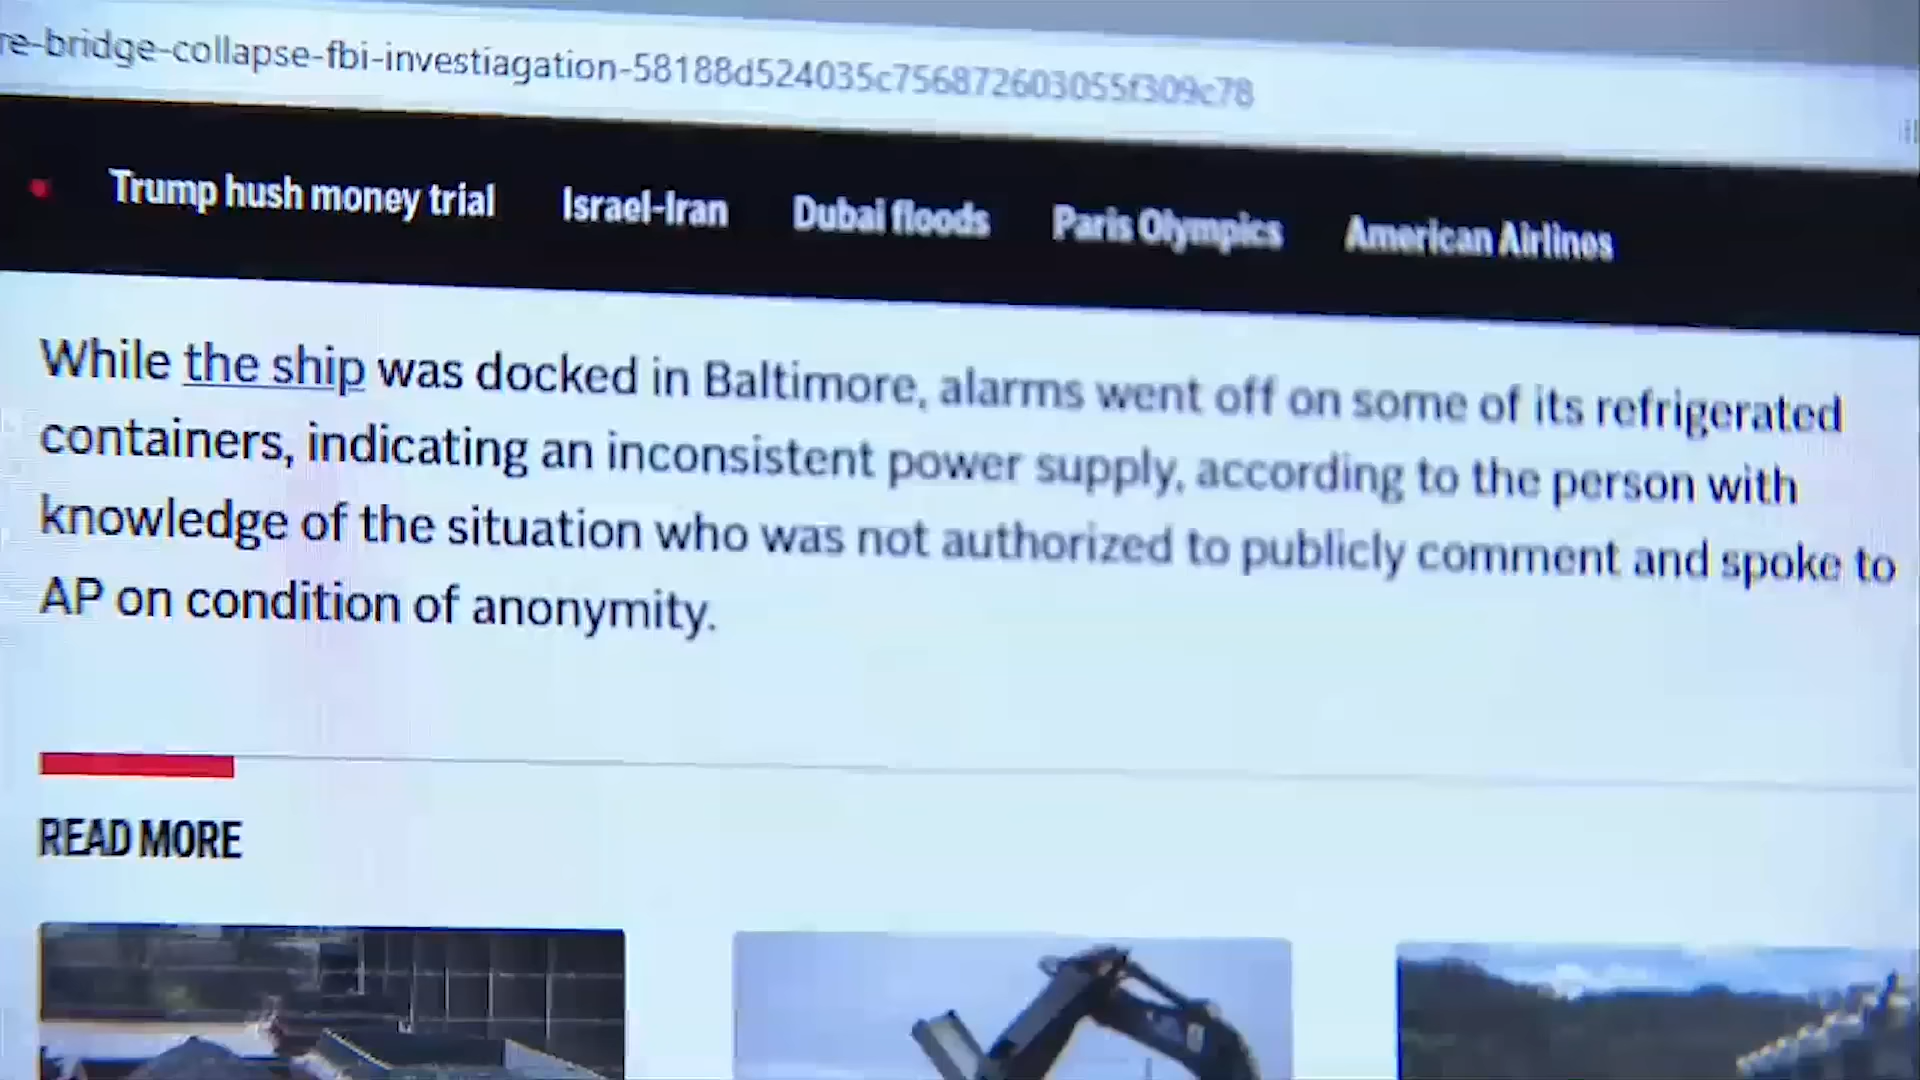 re-bridge-collapse-fbi-investiagation-58188d524035c756872603055f309c78
Trump hush money trial Israel-Iran Dubai floods Paris Olympics American Airlines
While the ship was docked in Baltimore, alarms went off on some of its refrigerated
containers, indicating an inconsistent power supply, according to the person with
knowledge of the situation who was not authorized to publicly comment and spoke to
AP on condition of anonymity.
READ MORE